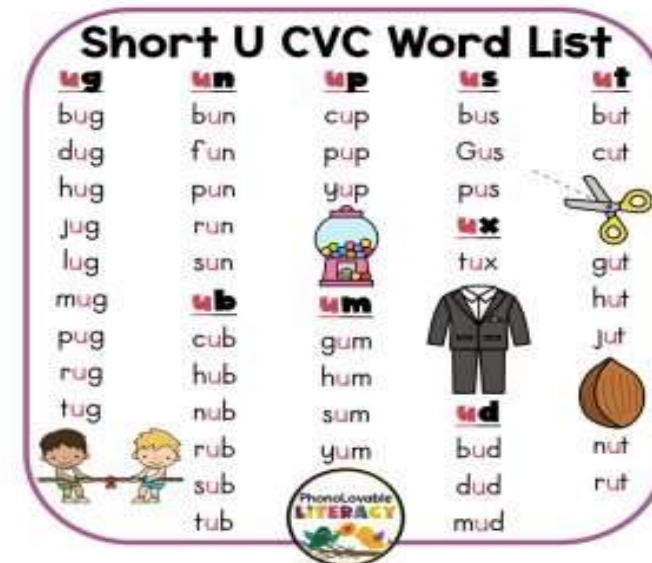 Short U CVC Word List
ug
bug
dug
hug
jug
lug
mug
pug
rug
tug
un
bun
fun
pun
run
sun
ub
cub
hub
nub
rub
sub
tub
up
cup
pup
yup
um
gum
hum
sum
yum
us
bus
Gus
pus
ux
tux
ud
bud
dud
mud
ut
but
cut
gut
hut
jut
nut
rut
PhonoLovable
LITERACY